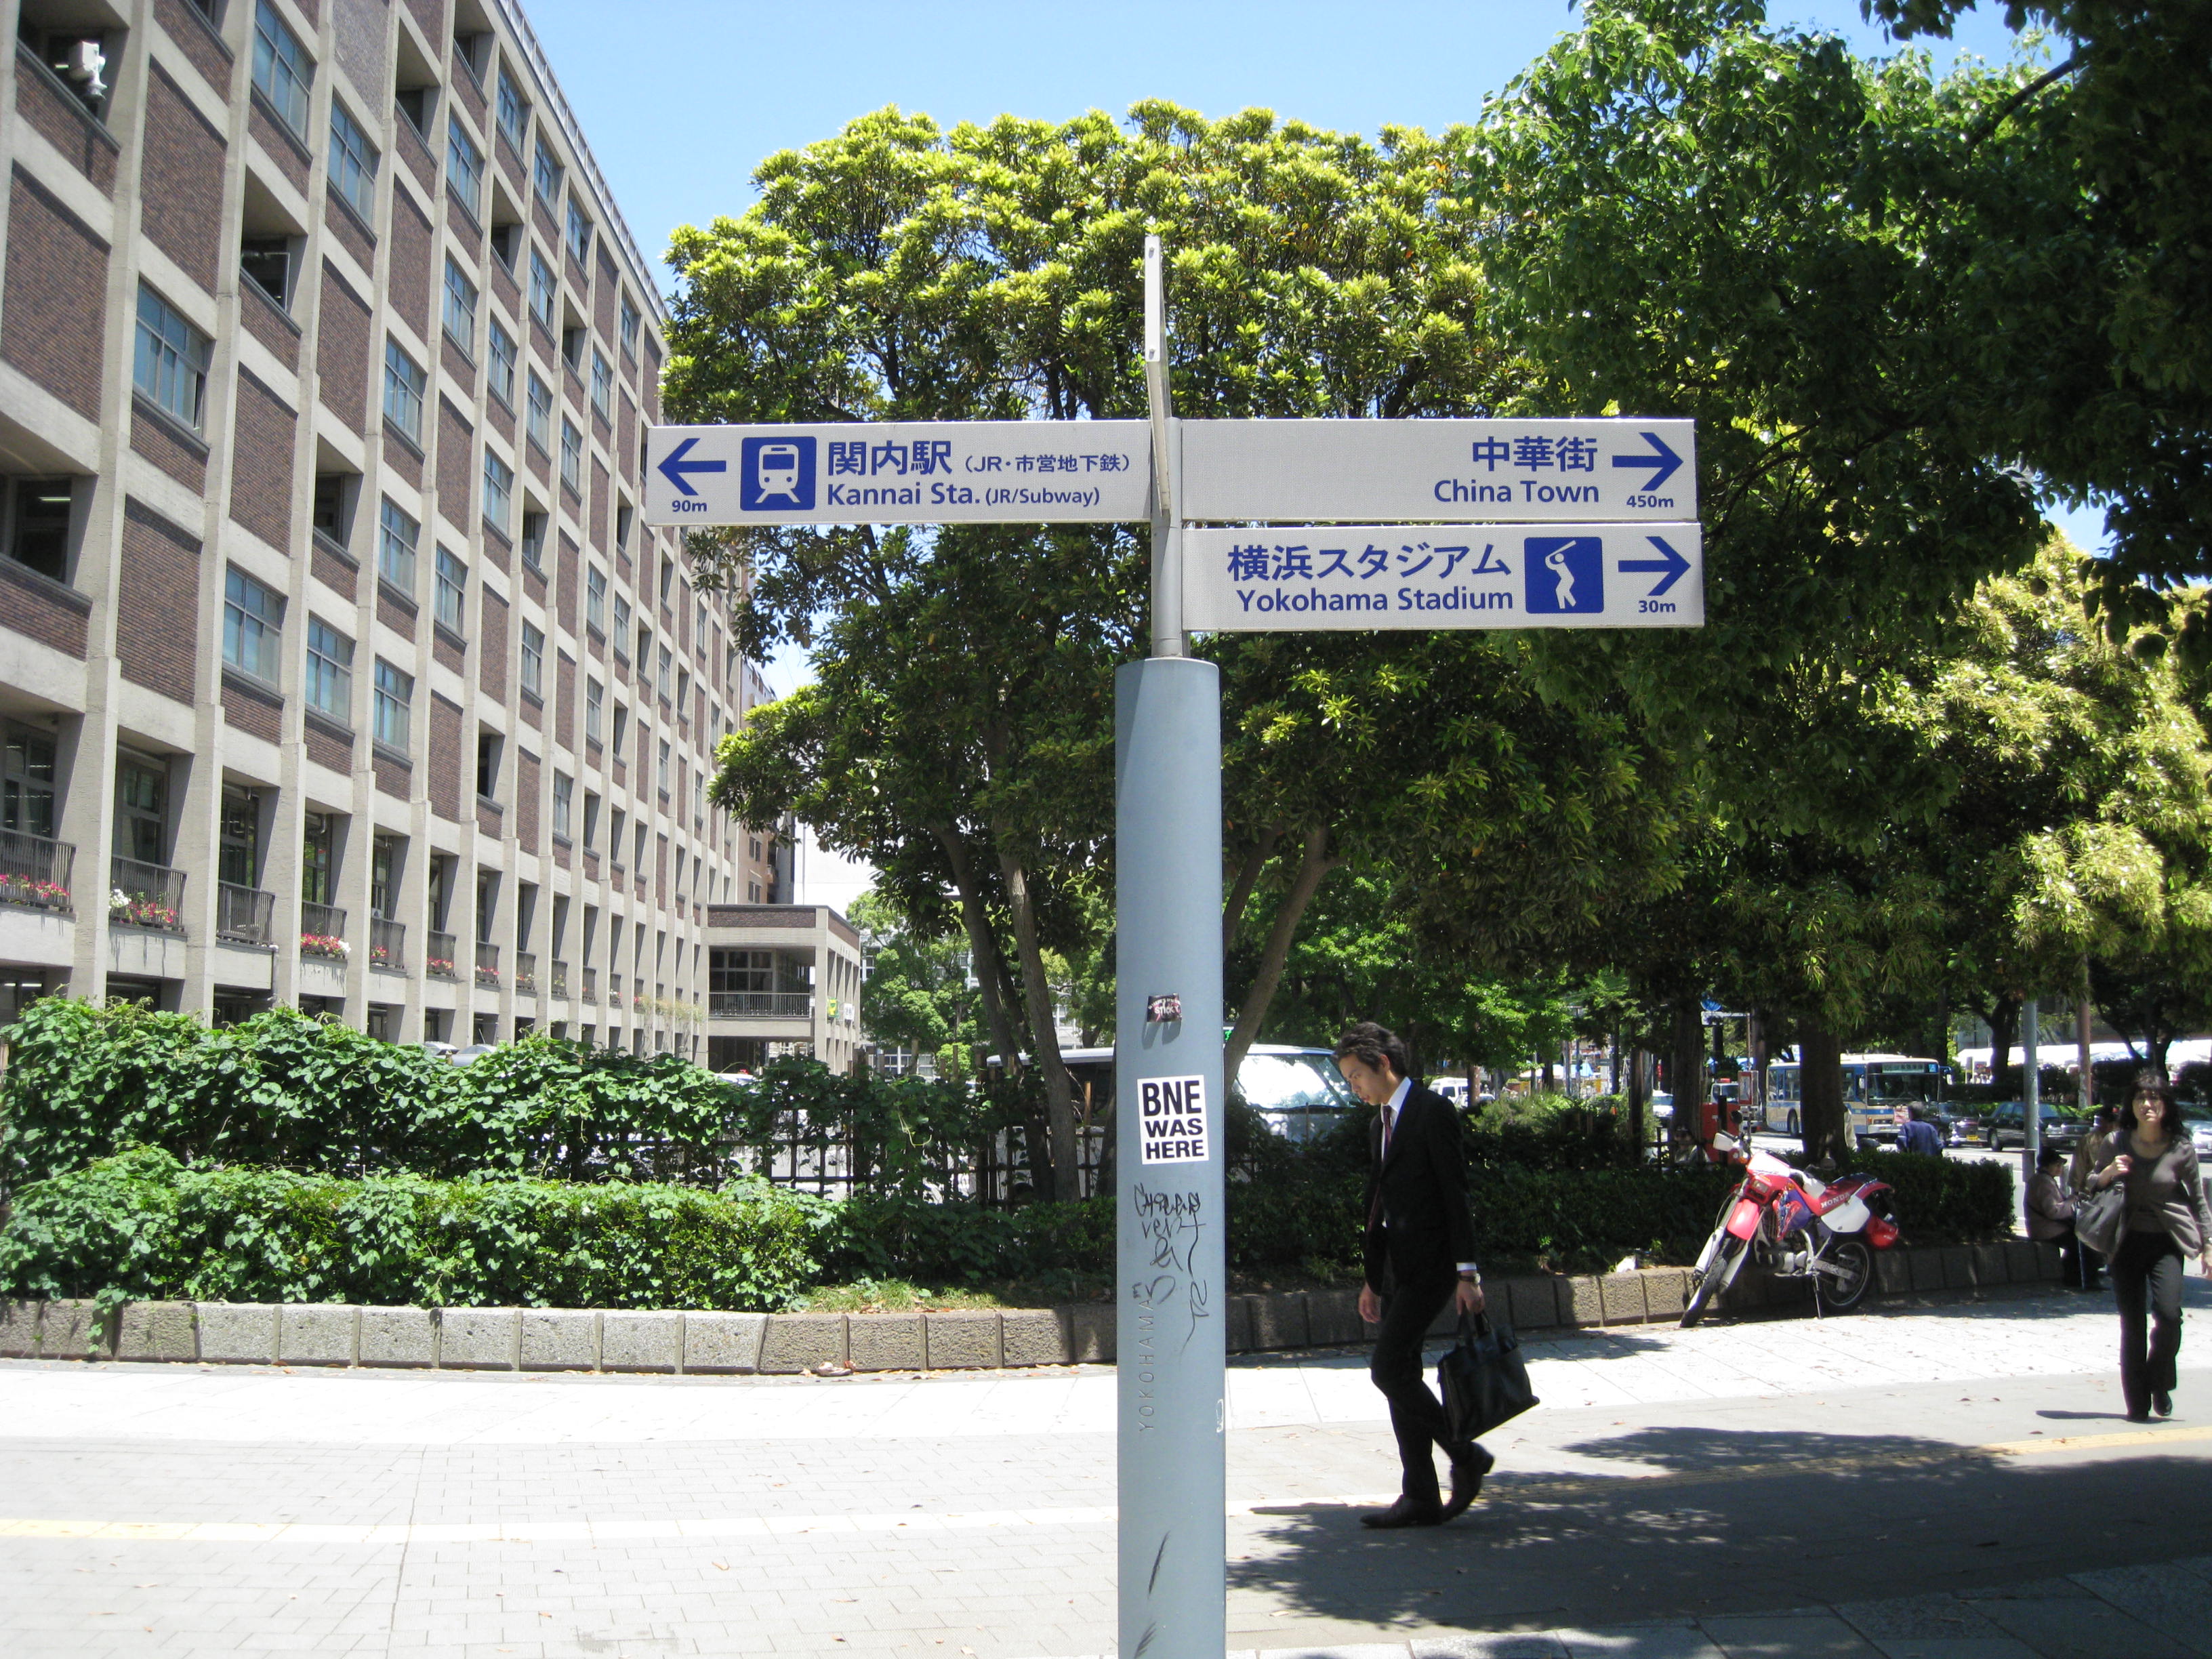 関内駅（JR・市営地下鉄）
Kannai Sta. (JR/Subway)
90m
中華街
China Town
450m
横浜スタジアム
Yokohama Stadium
30m
BNE
WAS
HERE
YOKOHAMA
HONDA